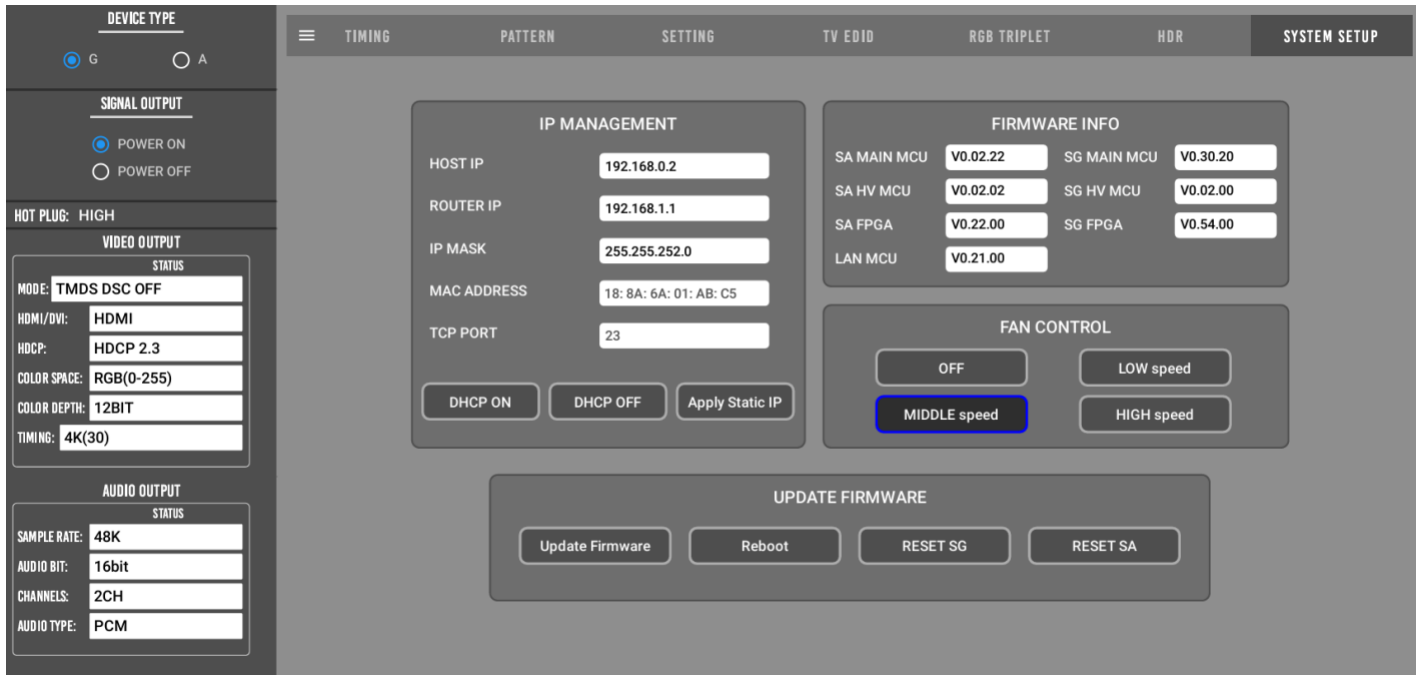 DEVICE TYPE
G A
SIGNAL OUTPUT
POWER ON
POWER OFF
HOT PLUG: HIGH
VIDEO OUTPUT
STATUS
MODE: TMDS DSC OFF
HDMI/DVI: HDMI
HDCP: HDCP 2.3
COLOR SPACE: RGB(0-255)
COLOR DEPTH: 12BIT
TIMING: 4K(30)
AUDIO OUTPUT
STATUS
SAMPLE RATE: 48K
AUDIO BIT: 16bit
CHANNELS: 2CH
AUDIO TYPE: PCM
TIMING PATTERN SETTING TV EDID RGB TRIPLET HDR SYSTEM SETUP
IP MANAGEMENT
HOST IP 192.168.0.2
ROUTER IP 192.168.1.1
IP MASK 255.255.252.0
MAC ADDRESS 18: 8A: 6A: 01: AB: C5
TCP PORT 23
DHCP ON DHCP OFF Apply Static IP
FIRMWARE INFO
SA MAIN MCU V0.02.22 SG MAIN MCU V0.30.20
SA HV MCU V0.02.02 SG HV MCU V0.02.00
SA FPGA V0.22.00 SG FPGA V0.54.00
LAN MCU V0.21.00
FAN CONTROL
OFF LOW speed
MIDDLE speed HIGH speed
UPDATE FIRMWARE
Update Firmware Reboot RESET SG RESET SA